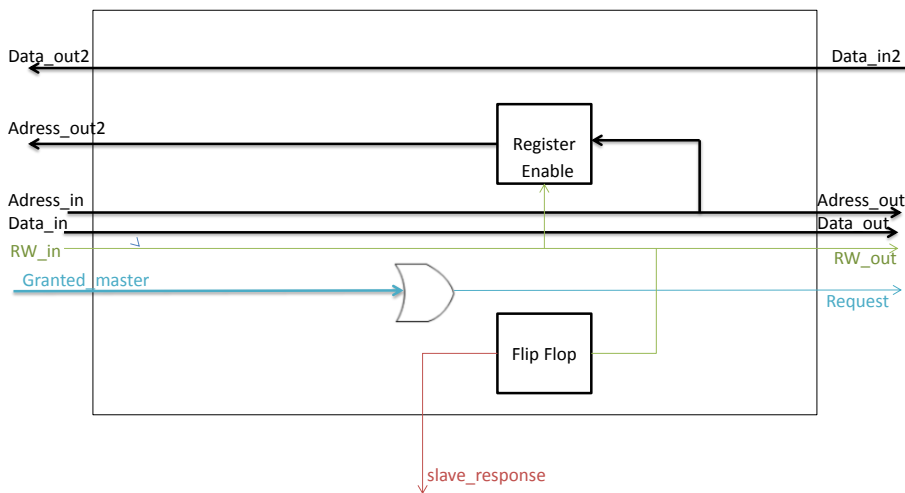 Data_out2
Data_in2
Adress_out2
Register
Enable
Adress_in
Adress_out
Data_in
Data_out
RW_in
RW_out
Granted_master
Request
Flip Flop
slave_response